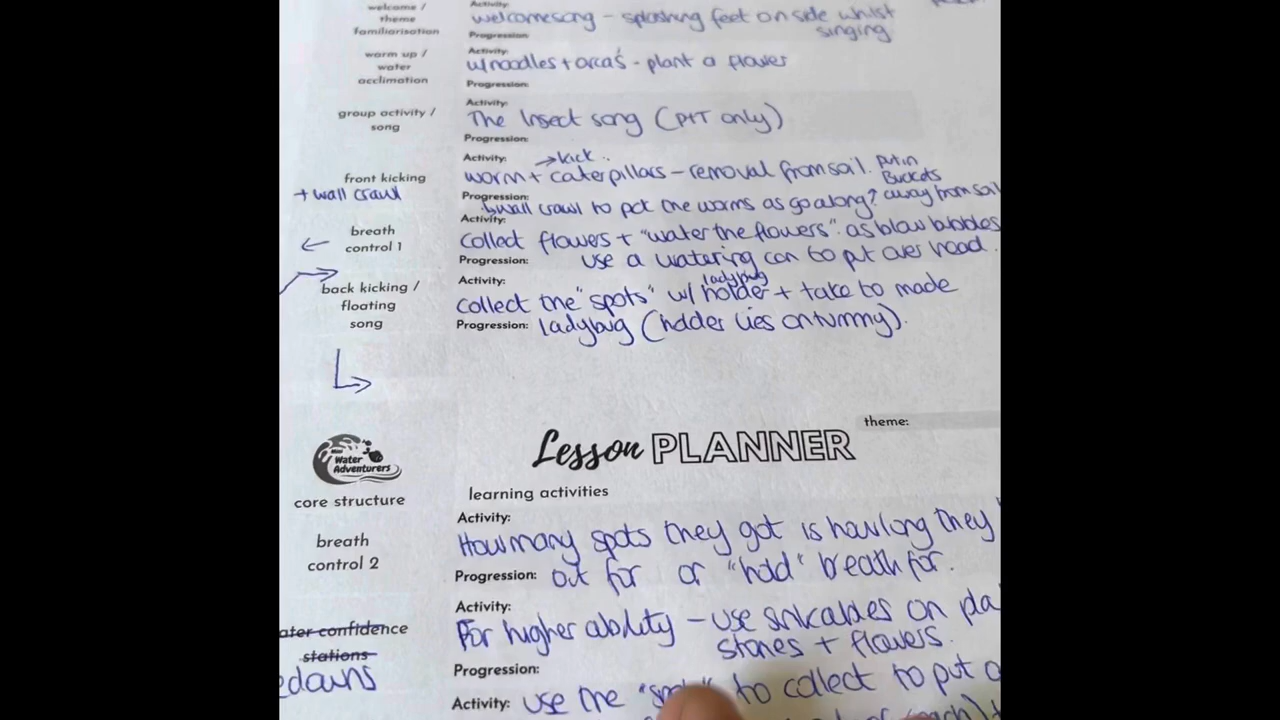 welcome /
theme
familiarisation
Activity:
welcomesong - splashing feet on side whilst
singing
Progression:
warm up /
water
acclimation
Activity:
w/noodles + orca's - plant a flower
Progression:
group activity /
song
Activity:
The Insect song (PTT only)
Progression:
front kicking
+ wall crawl
Activity: →kick..
worm + caterpillars - removal from soil. put in
Buckets
away from soil
Progression:
↳wall crawl to pot the worms as go along?
breath
control 1
Activity:
Collect flowers + "water the flowers". as blow bubbles
Progression: use a watering can to put over head.
back kicking /
floating
song
Activity:
ladybug
Collect the "spots" w/ holder + take to made
Progression: ladybug (holder lies on tummy).
Lesson PLANNER
theme:
Water
Adventurers
core structure
learning activities
breath
control 2
Activity:
How many spots they got is how long they
Progression: out for or "hold" breath for.
ater confidence
stations
edowns
Activity:
For higher ability - use sinkables on
stones + flowers.
Progression:
Activity: use the to collect to put